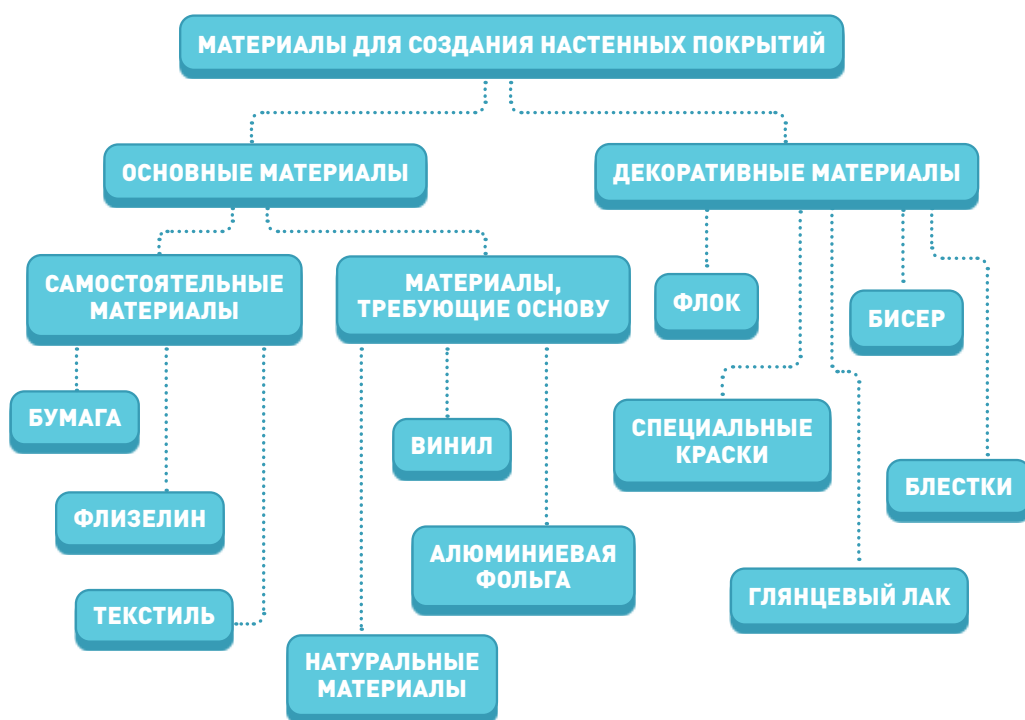 МАТЕРИАЛЫ ДЛЯ СОЗДАНИЯ НАСТЕННЫХ ПОКРЫТИЙ
ОСНОВНЫЕ МАТЕРИАЛЫ
ДЕКОРАТИВНЫЕ МАТЕРИАЛЫ
САМОСТОЯТЕЛЬНЫЕ
МАТЕРИАЛЫ
МАТЕРИАЛЫ,
ТРЕБУЮЩИЕ ОСНОВУ
ФЛОК
БИСЕР
БУМАГА
ВИНИЛ
СПЕЦИАЛЬНЫЕ
КРАСКИ
БЛЕСТКИ
ФЛИЗЕЛИН
АЛЮМИНИЕВАЯ
ФОЛЬГА
ГЛЯНЦЕВЫЙ ЛАК
ТЕКСТИЛЬ
НАТУРАЛЬНЫЕ
МАТЕРИАЛЫ